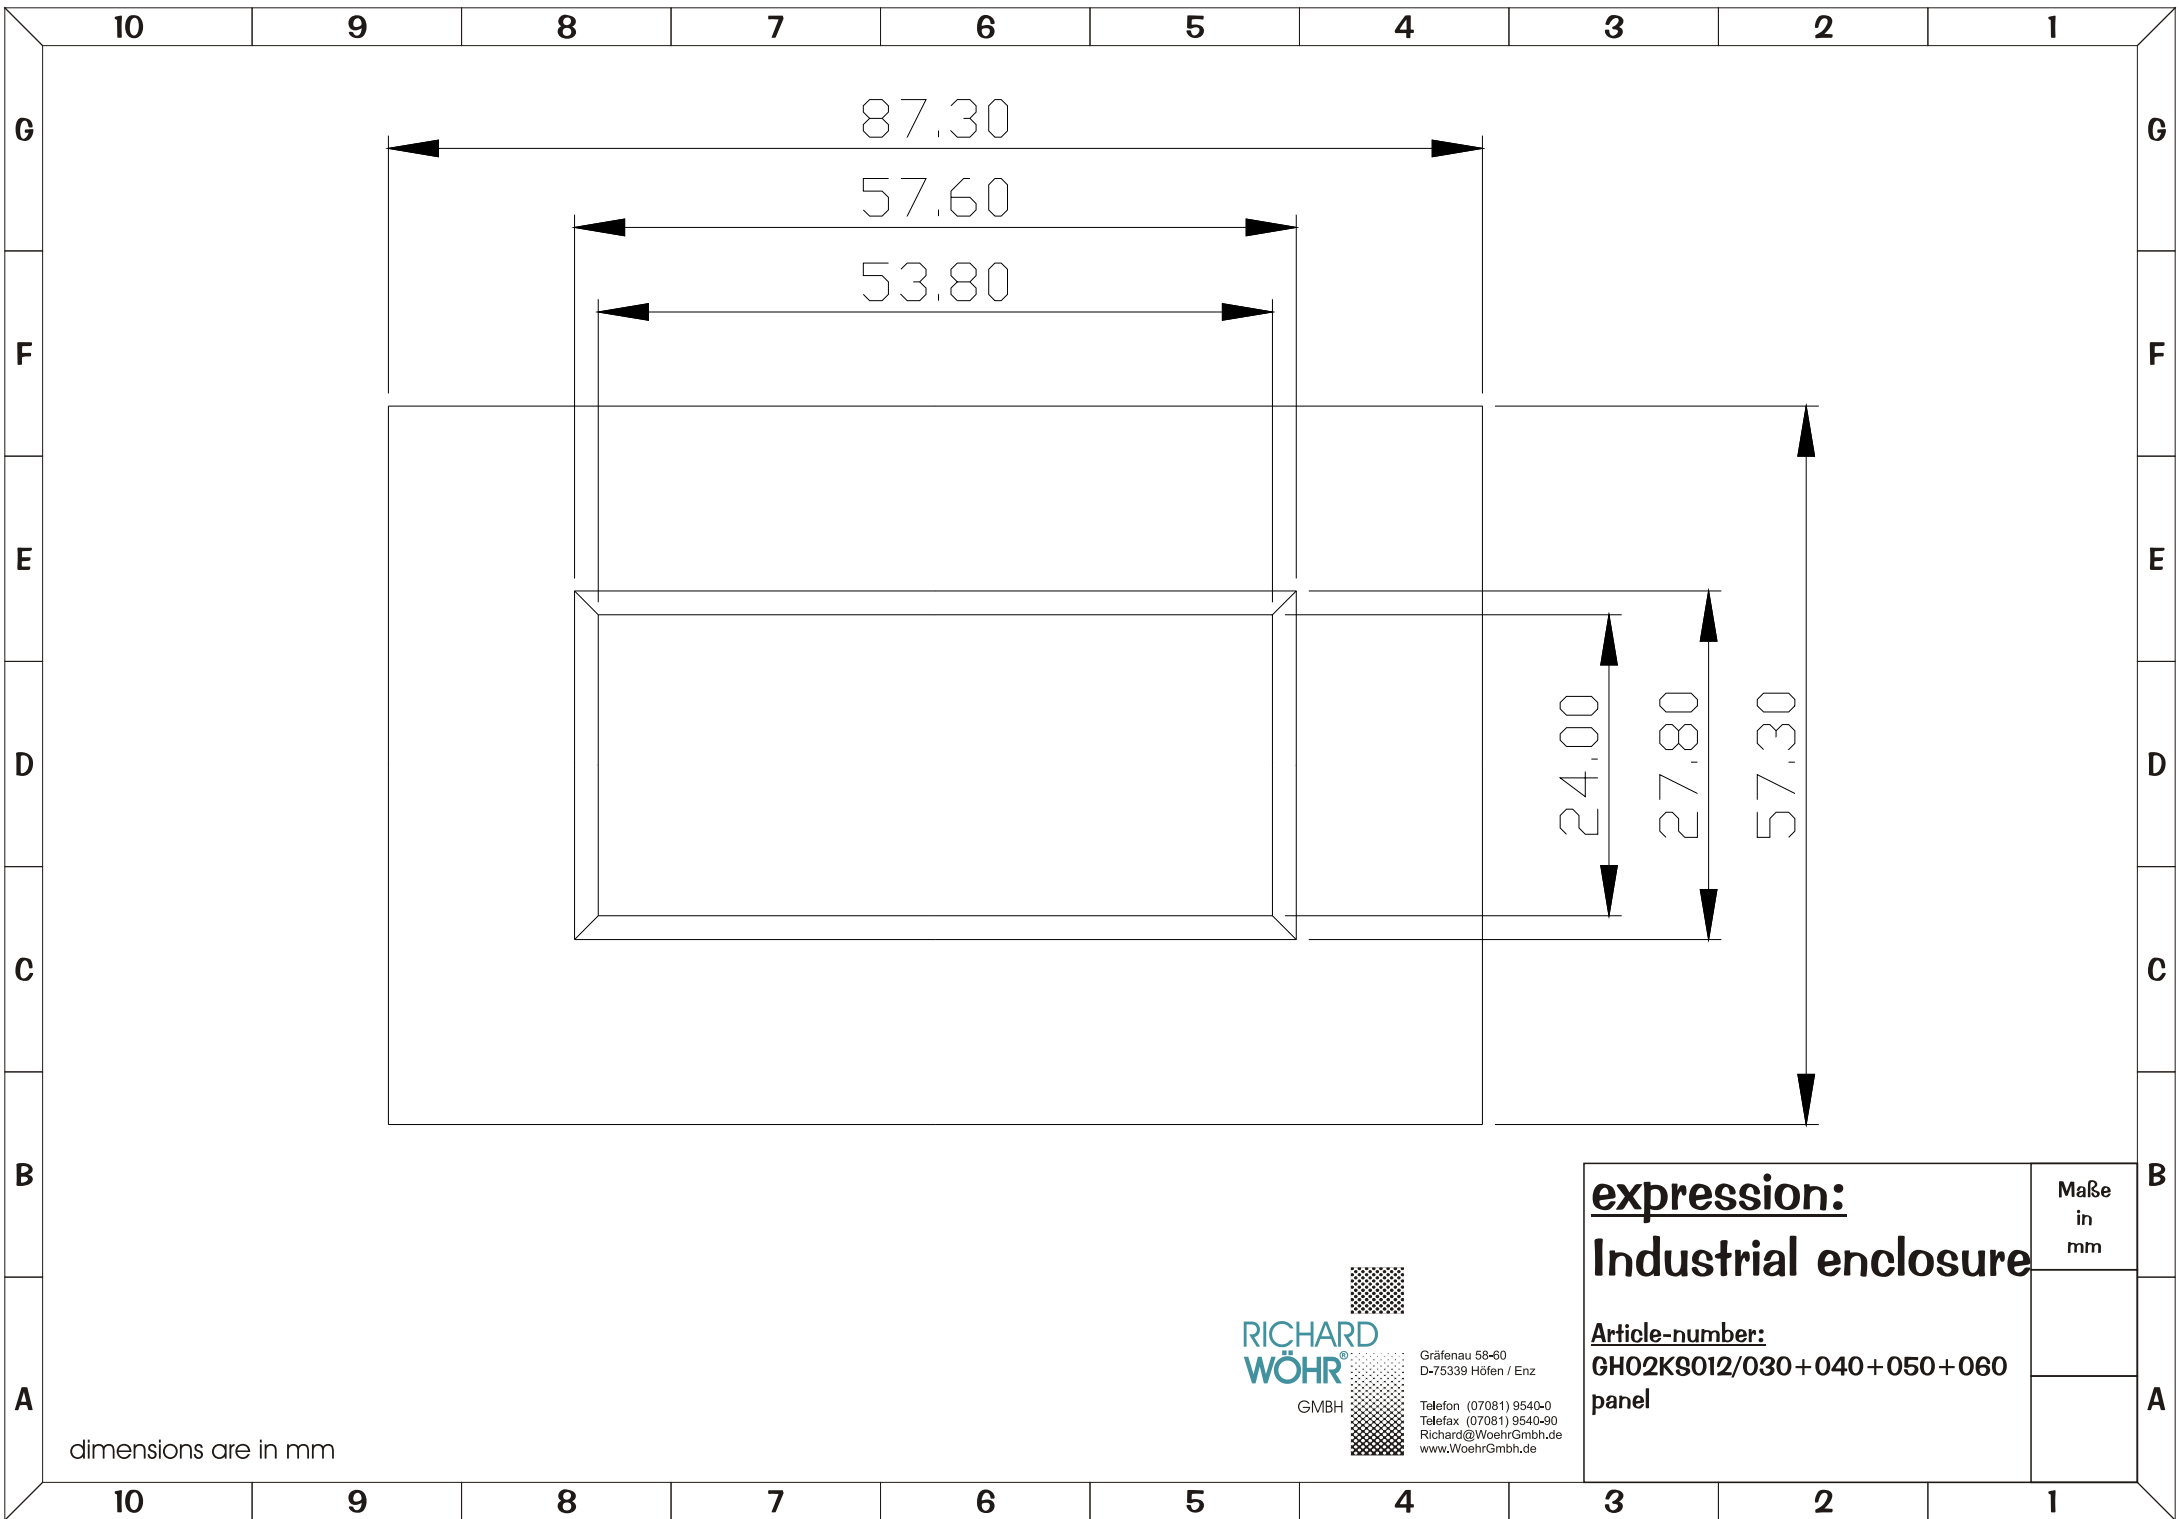 10 9 8 7 6 5 4 3 2 1
G G
87.30
57.60
53.80
F F
E E
24.00
27.80
57.30
D D
C C
B B
expression:
Industrial enclosure
Maße
in
mm
Article-number:
GH02KS012/030+040+050+060
panel
RICHARD
WÖHR®
GMBH
Gräfenau 58-60
D-75339 Höfen / Enz
Telefon (07081) 9540-0
Telefax (07081) 9540-90
Richard@WoehrGmbh.de
www.WoehrGmbh.de
A A
dimensions are in mm
10 9 8 7 6 5 4 3 2 1